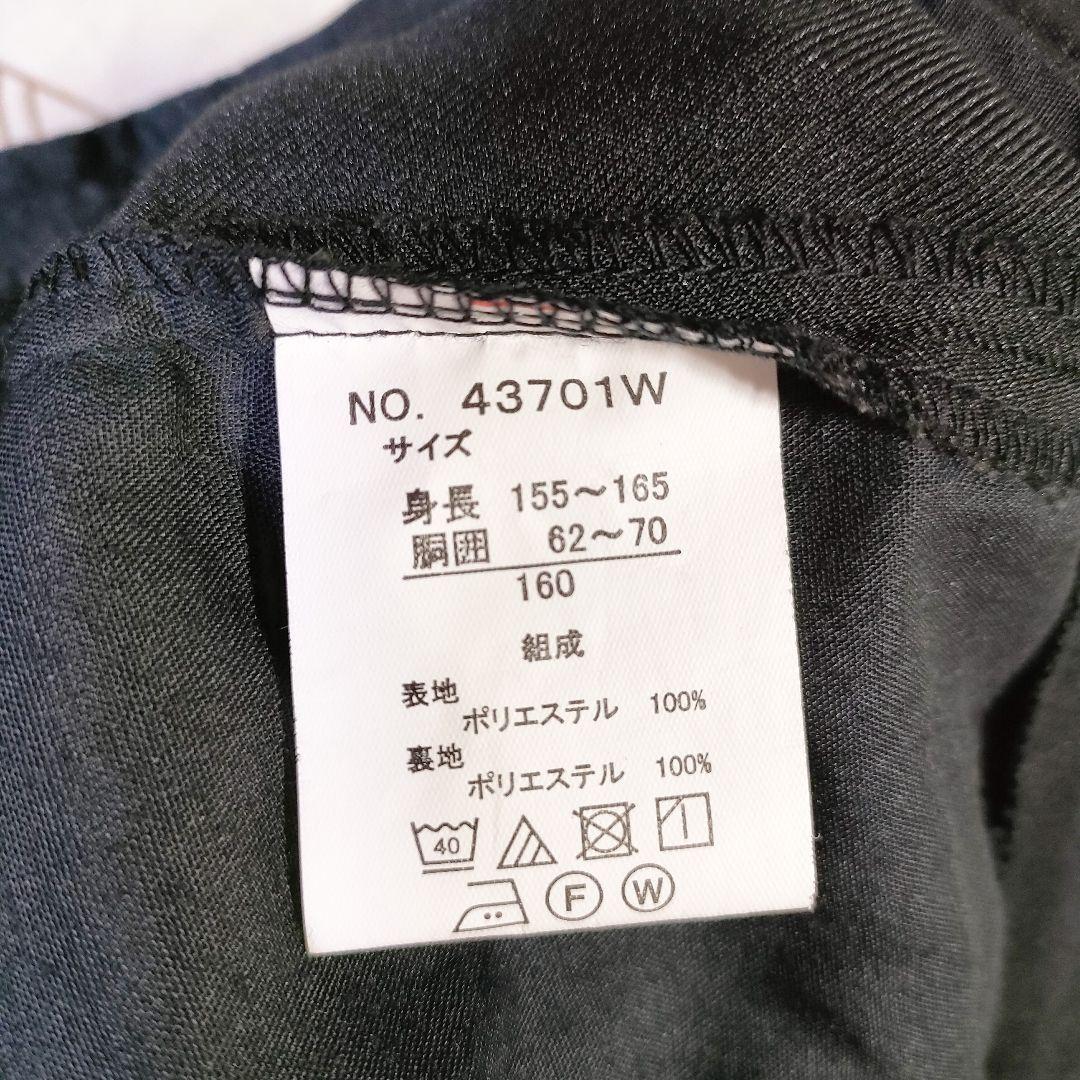 NO. 43701W
サイズ
身長 155～165
胴囲 62～70
160
組成
表地
ポリエステル 100%
裏地
ポリエステル 100%
40
F W